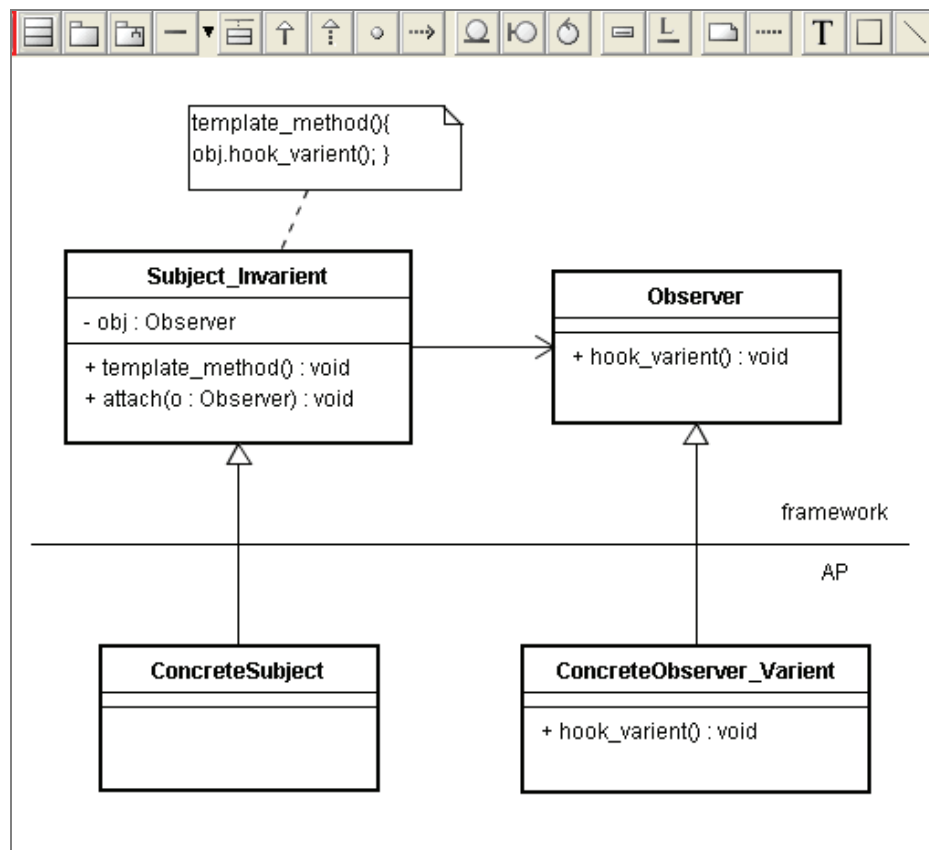 L
T
template_method(){
obj.hook_varient(); }
Subject_Invarient
- obj : Observer
+ template_method() : void
+ attach(o : Observer) : void
Observer
+ hook_varient() : void
framework
AP
ConcreteSubject
ConcreteObserver_Varient
+ hook_varient() : void